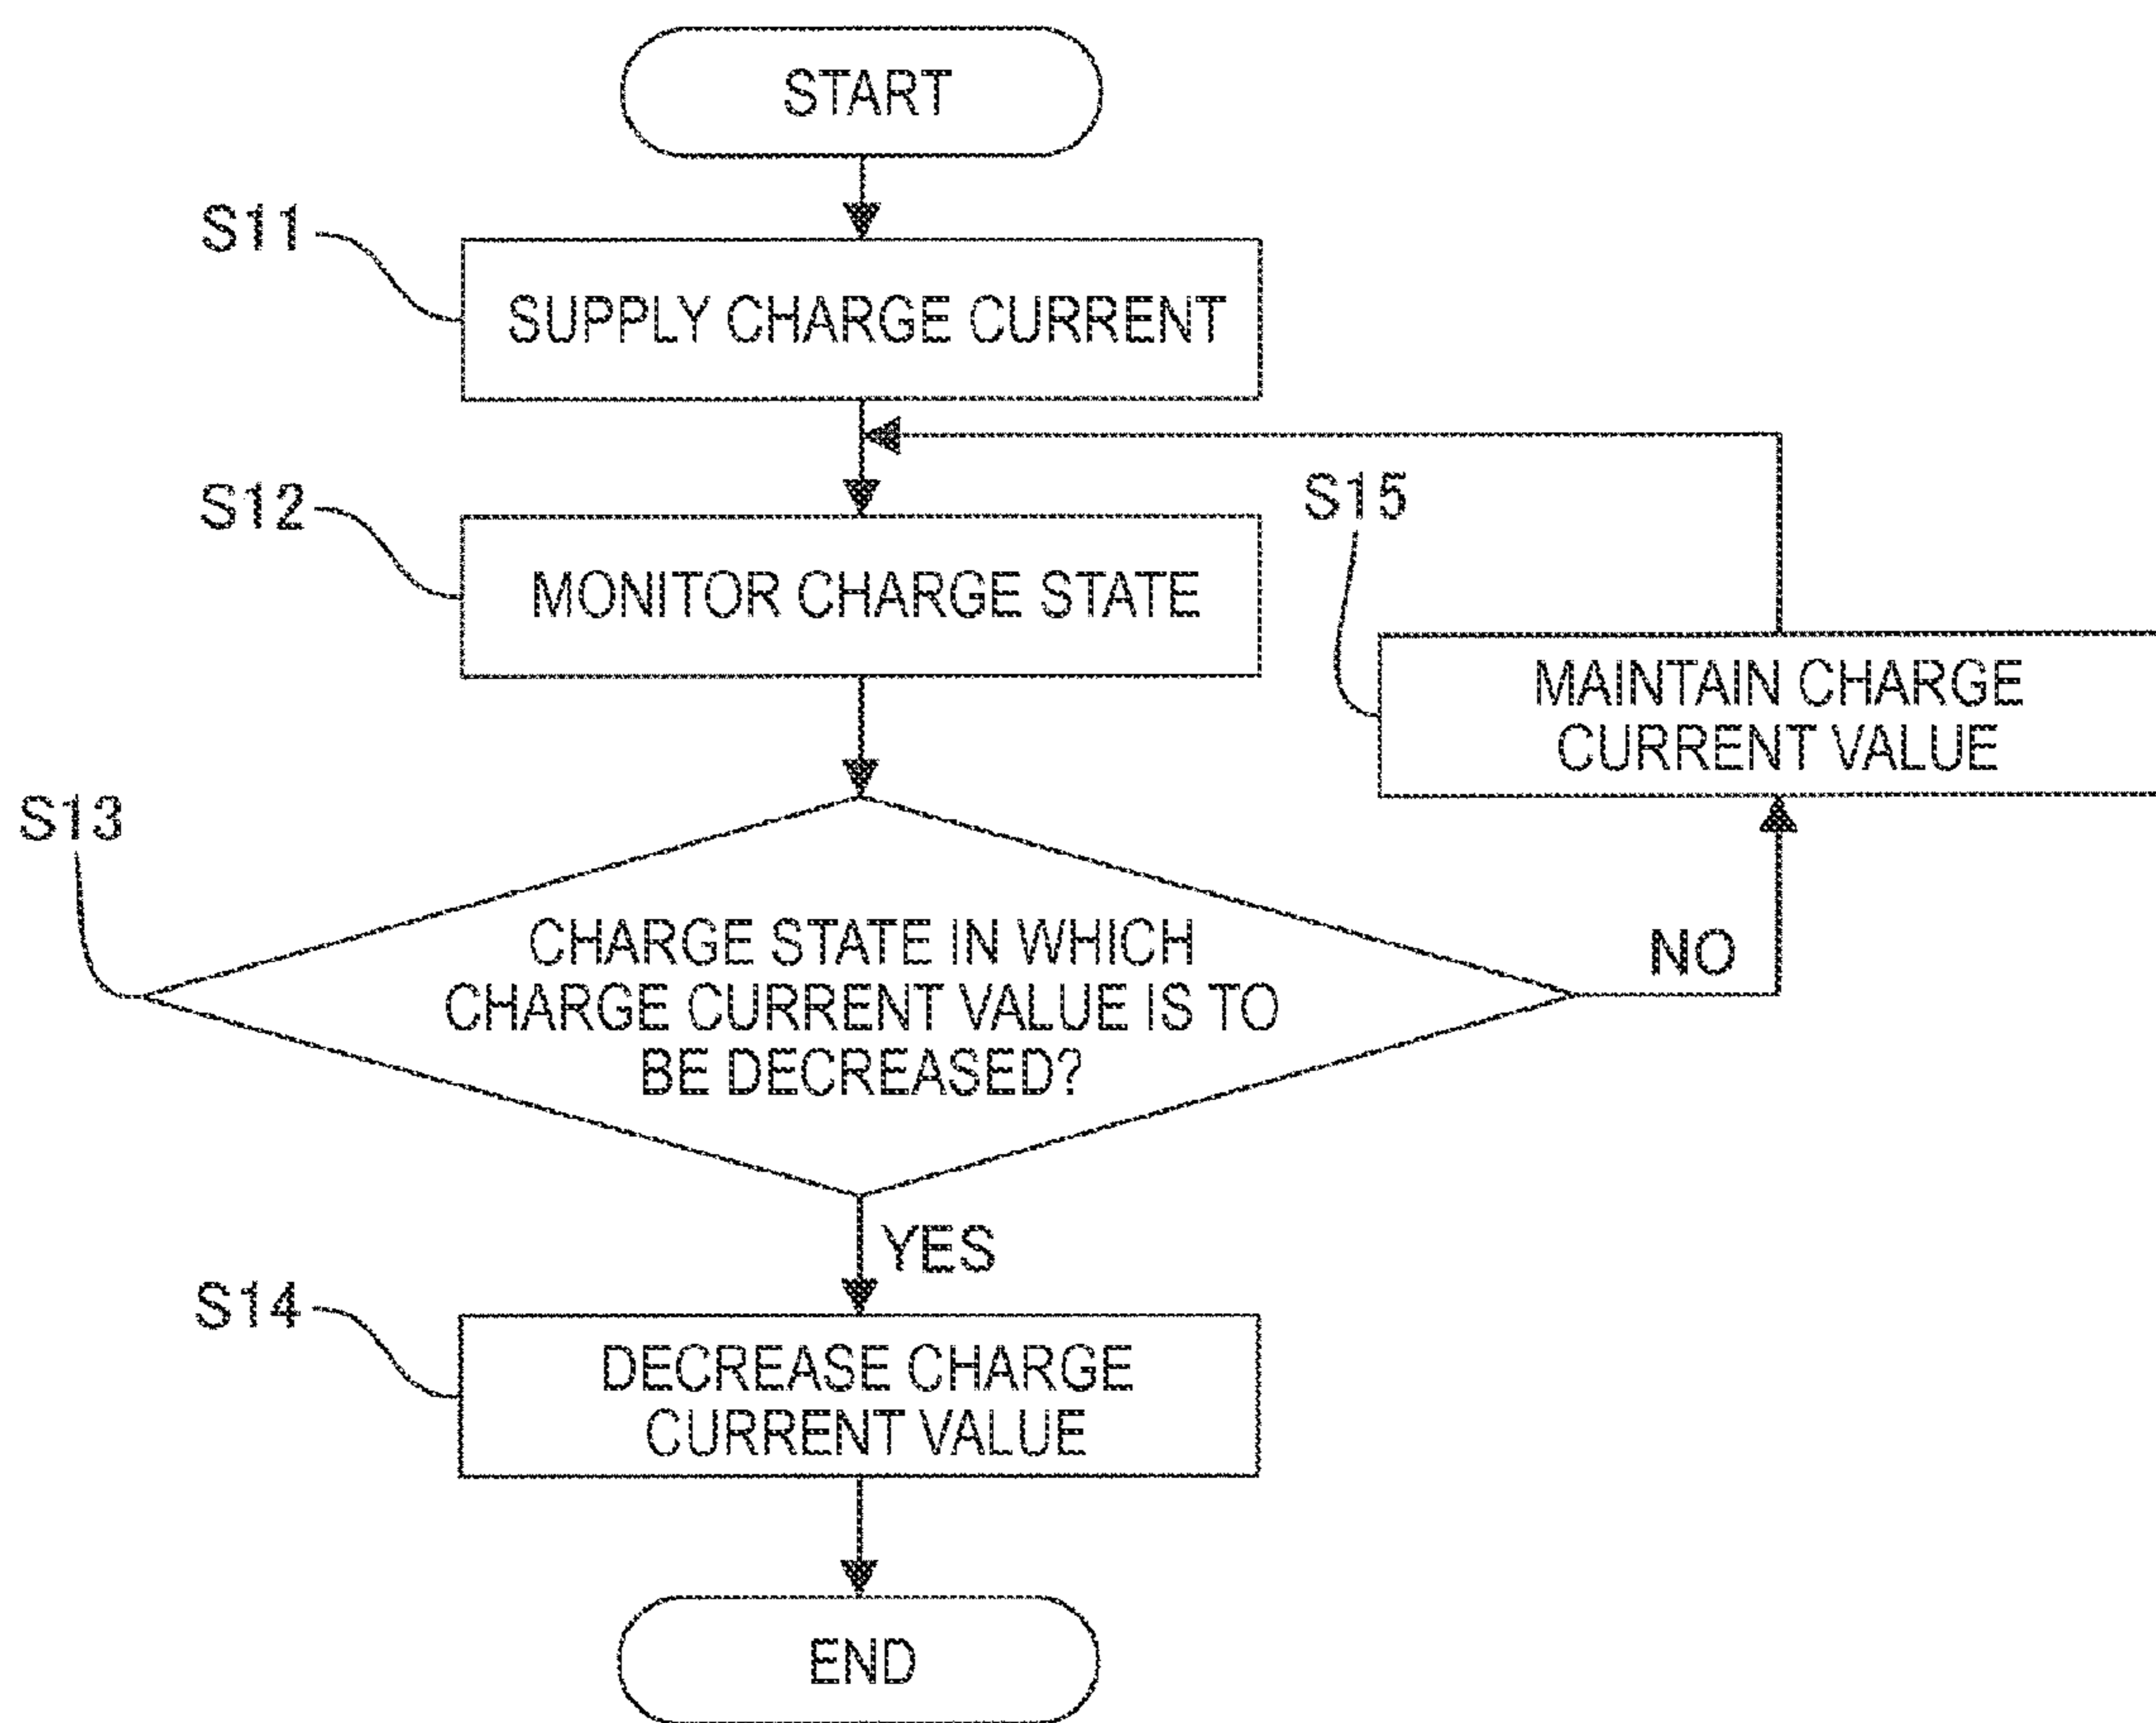 START
S11
SUPPLY CHARGE CURRENT
S12
MONITOR CHARGE STATE
S15
MAINTAIN CHARGE
CURRENT VALUE
S13
CHARGE STATE IN WHICH
CHARGE CURRENT VALUE IS TO
BE DECREASED?
NO
YES
S14
DECREASE CHARGE
CURRENT VALUE
END